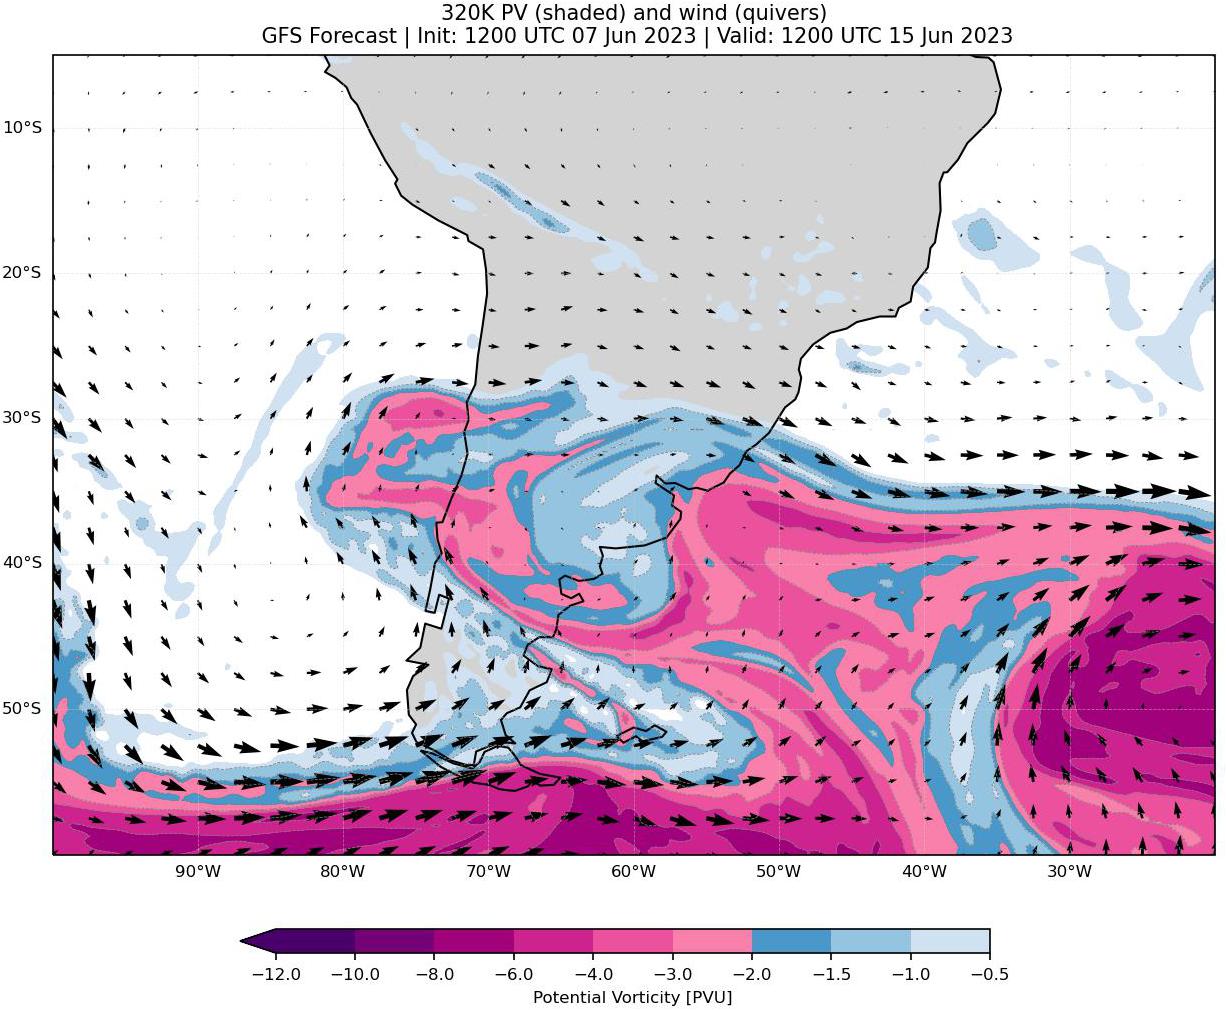 320K PV (shaded) and wind (quivers)
GFS Forecast | Init: 1200 UTC 07 Jun 2023 | Valid: 1200 UTC 15 Jun 2023
10°S
20°S
30°S
40°S
50°S
90°W 80°W 70°W 60°W 50°W 40°W 30°W
−12.0 −10.0 −8.0 −6.0 −4.0 −3.0 −2.0 −1.5 −1.0 −0.5
Potential Vorticity [PVU]